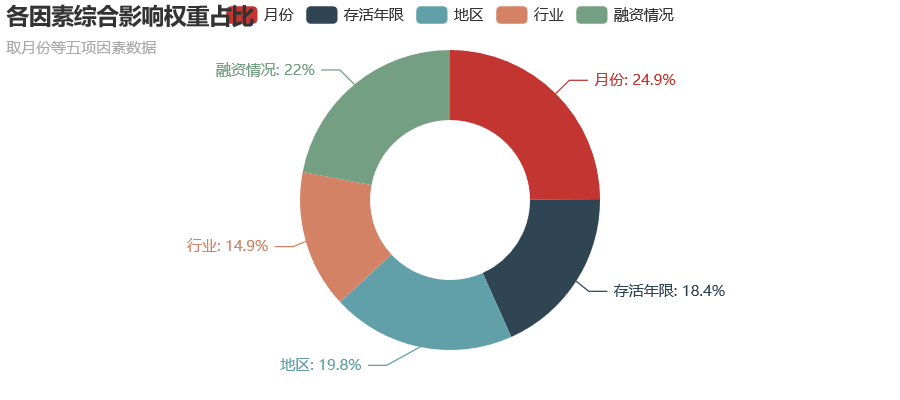 各因素综合影响权重占比
月份 存活年限 地区 行业 融资情况
取月份等五项因素数据
融资情况: 22%
月份: 24.9%
行业: 14.9%
存活年限: 18.4%
地区: 19.8%